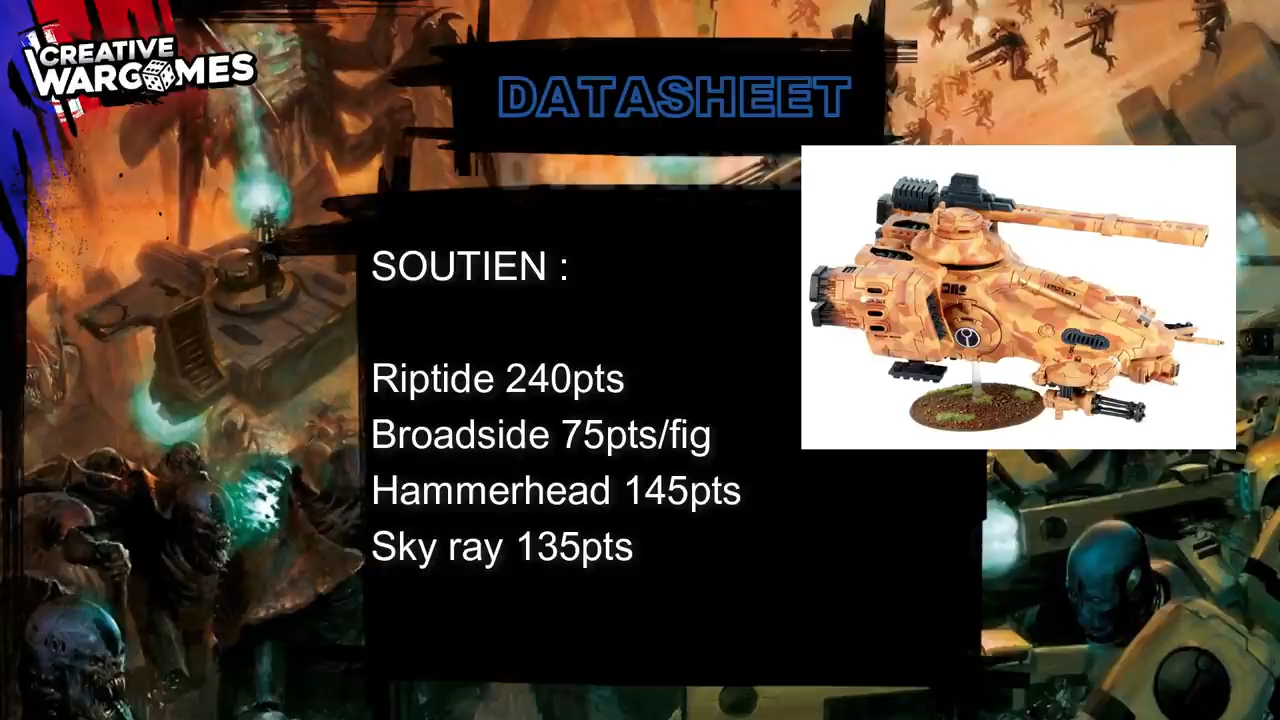 CREATIVE
WARGAMES
DATASHEET
SOUTIEN :
Riptide 240pts
Broadside 75pts/fig
Hammerhead 145pts
Sky ray 135pts